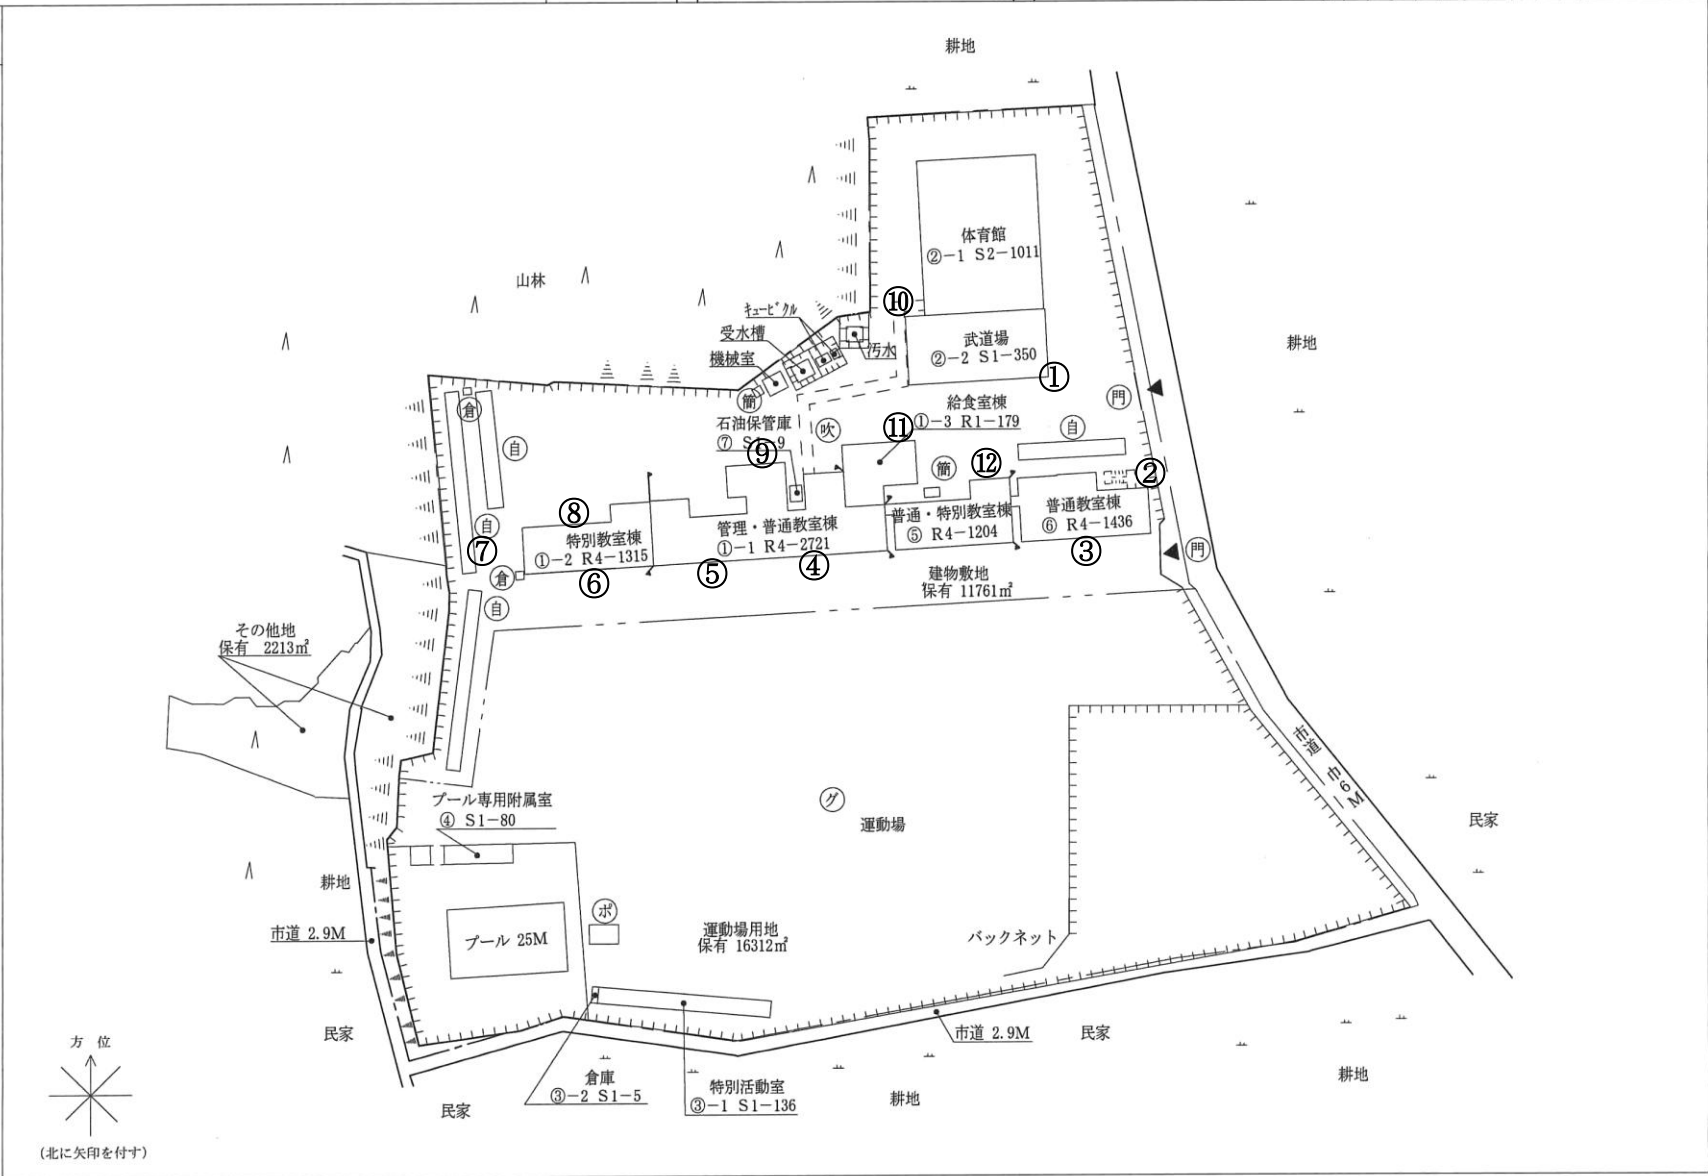 耕地
体育館
②-1 S2-1011
⑩
山林
キュービクル
受水槽
機械室
汚水
武道場
②-2 S1-350
①
耕地
門
簡
給食室棟
①-3 R1-179
石油保管庫
⑦ S1-9
吹
⑪
自
倉
自
⑨
簡
⑫
②
⑧
自
⑦
特別教室棟
①-2 R4-1315
管理・普通教室棟
①-1 R4-2721
普通・特別教室棟
⑤ R4-1204
普通教室棟
⑥ R4-1436
③
門
倉
⑥
⑤
④
建物敷地
保有 11761㎡
自
その他地
保有 2213㎡
市道 巾6M
プール専用附属室
④ S1-80
グ
運動場
民家
耕地
市道 2.9M
ポ
プール 25M
運動場用地
保有 16312㎡
バックネット
民家
市道 2.9M
民家
方位
倉庫
③-2 S1-5
特別活動室
③-1 S1-136
耕地
耕地
民家
(北に矢印を付す)